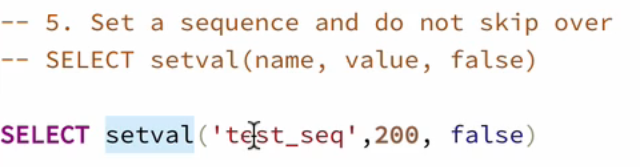 -- 5. Set a sequence and do not skip over
-- SELECT setval(name, value, false)
SELECT setval('test_seq',200, false)